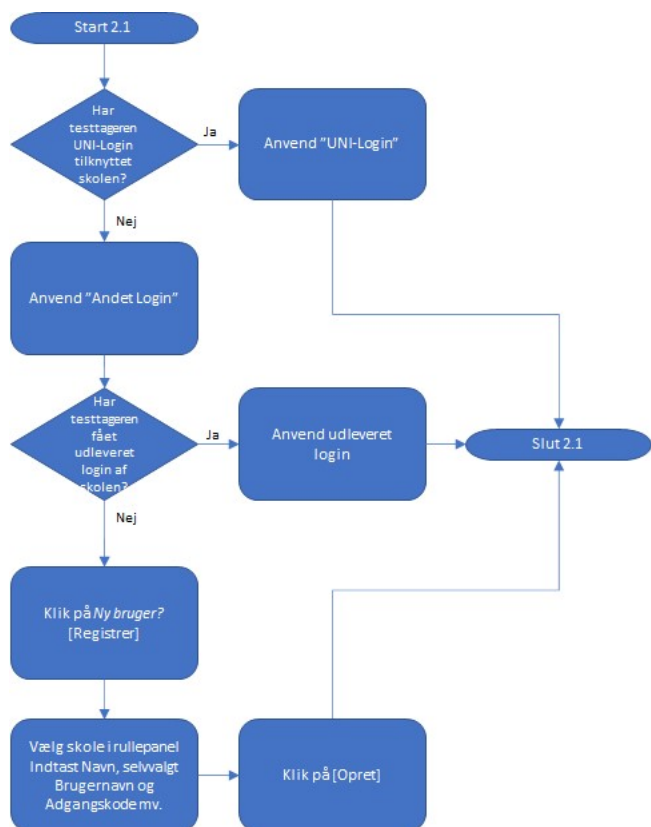 Start 2.1
Har
testtageren
UNI-Login
tilknyttet
skolen?
Ja
Anvend ”UNI-Login”
Nej
Anvend ”Andet Login”
Har
testtageren
fået
udleveret
login af
skolen?
Ja
Anvend udleveret
login
Slut 2.1
Nej
Klik på Ny bruger?
[Registrer]
Vælg skole i rullepanel
Indtast Navn, selvvalgt
Brugernavn og
Adgangskode mv.
Klik på [Opret]